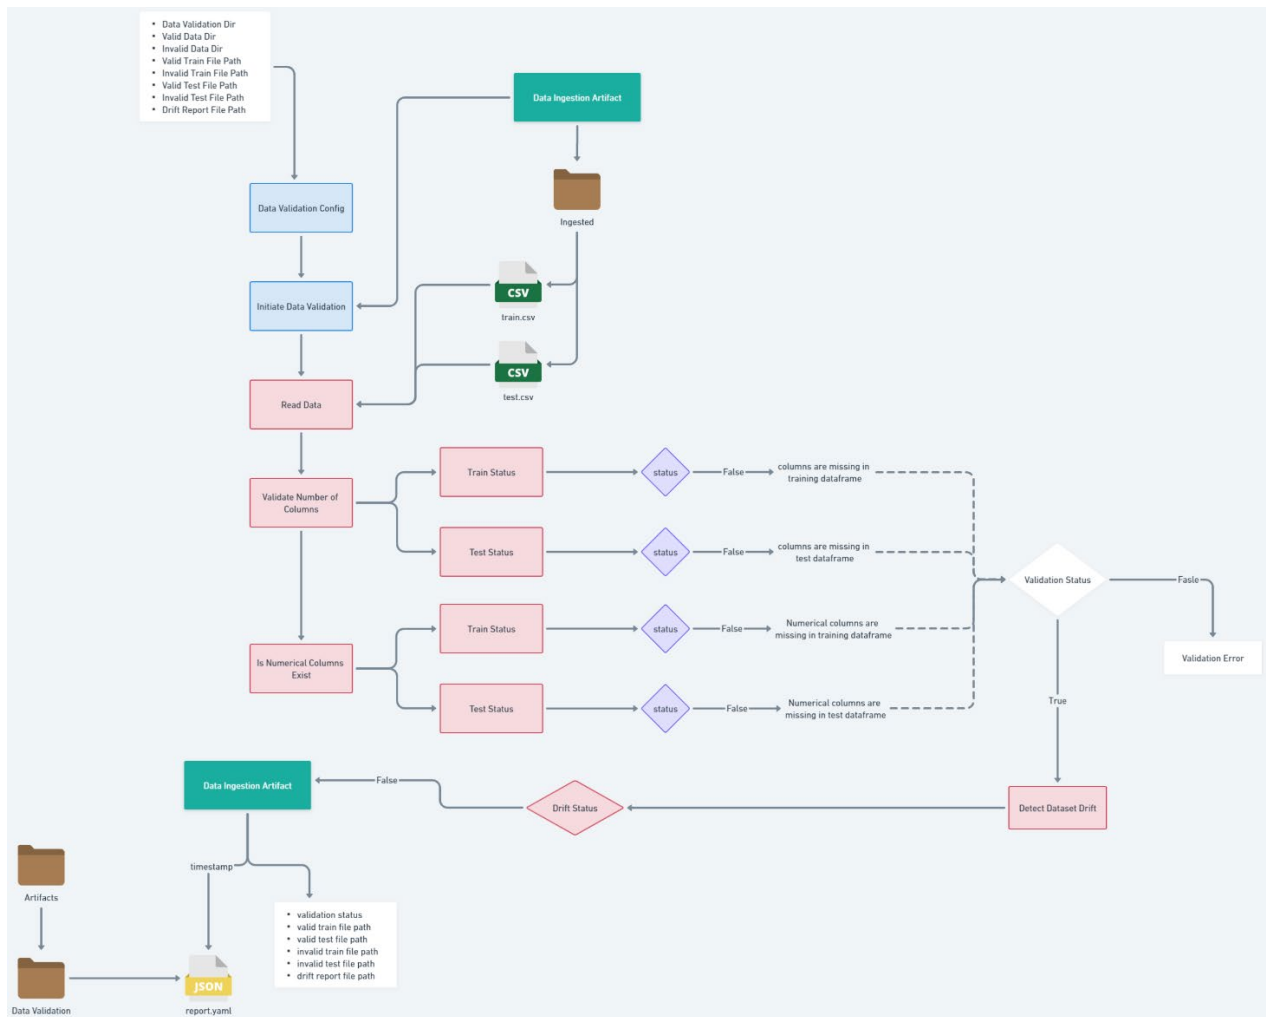 • Data Validation Dir
• Valid Data Dir
• Invalid Data Dir
• Valid Train File Path
• Invalid Train File Path
• Valid Test File Path
• Invalid Test File Path
• Drift Report File Path
Data Ingestion Artifact
Ingested
Data Validation Config
Initiate Data Validation
CSV
train.csv
CSV
test.csv
Read Data
Validate Number of
Columns
Train Status
status
False
columns are missing in
training dataframe
Test Status
status
False
columns are missing in
test dataframe
Validation Status
Fasle
Validation Error
True
Is Numerical Columns
Exist
Train Status
status
False
Numerical columns are
missing in training dataframe
Test Status
status
False
Numerical columns are
missing in test dataframe
Detect Dataset Drift
Drift Status
False
Data Ingestion Artifact
timestamp
• validation status
• valid train file path
• valid test file path
• invalid train file path
• invalid test file path
• drift report file path
Artifacts
Data Validation
JSON
report.yaml